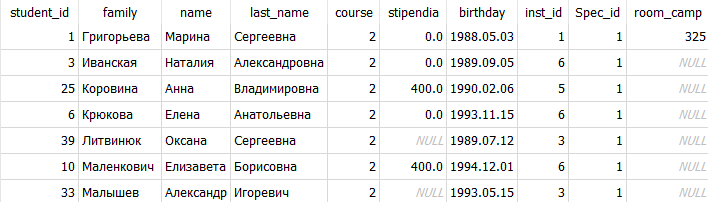 student_id family name last_name course stipendia birthday inst_id Spec_id room_camp
1 Григорьева Марина Сергеевна 2 0.0 1988.05.03 1 1 325
3 Иванская Наталия Александровна 2 0.0 1989.09.05 6 1 NULL
25 Коровина Анна Владимировна 2 400.0 1990.02.06 5 1 NULL
6 Крюкова Елена Анатольевна 2 0.0 1993.11.15 6 1 NULL
39 Литвинюк Оксана Сергеевна 2 NULL 1989.07.12 3 1 NULL
10 Маленкович Елизавета Борисовна 2 400.0 1994.12.01 6 1 NULL
33 Малышев Александр Игоревич 2 NULL 1993.05.15 3 1 NULL